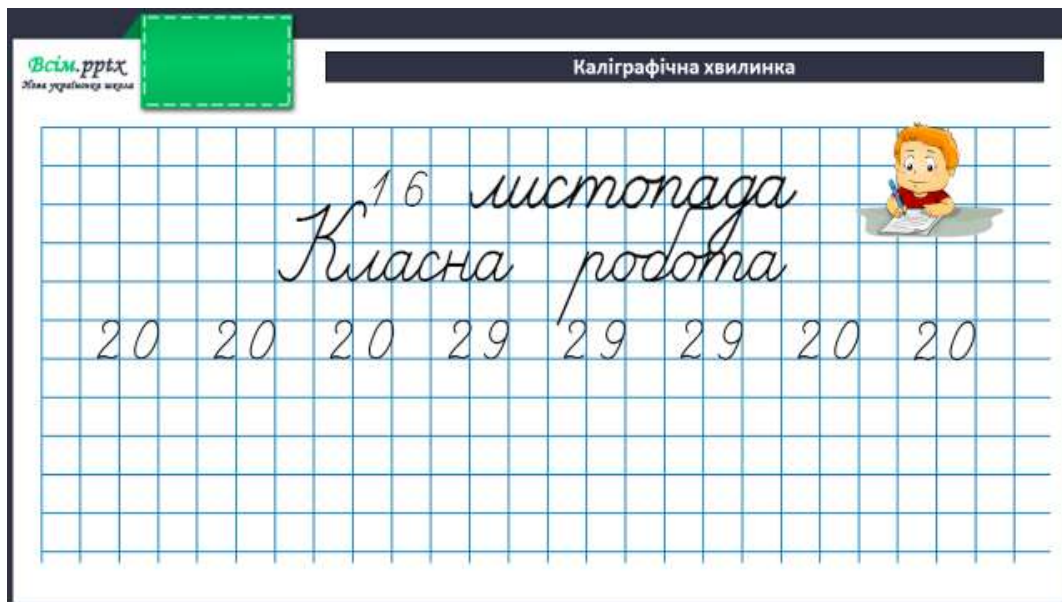 Всім.pptx
Нова українська школа
Каліграфічна хвилинка
16 листопада
Класна робота
20 20 20 29 29 29 20 20